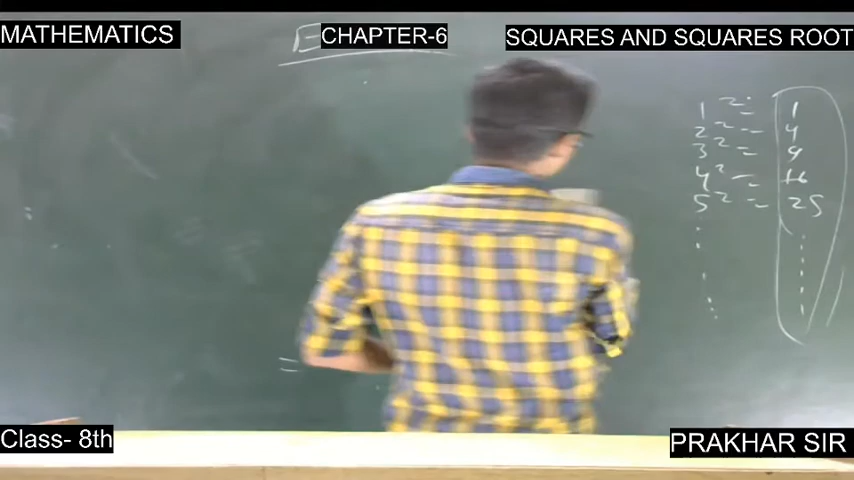 MATHEMATICS
CHAPTER-6
SQUARES AND SQUARES ROOT
1² = 1
2² = 4
3² = 9
4² = 16
5² = 25
Class- 8th
PRAKHAR SIR